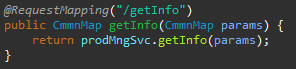 @RequestMapping("/getInfo")
public CmmnMap getInfo(CmmnMap params) {
    return prodMngSvc.getInfo(params);
}